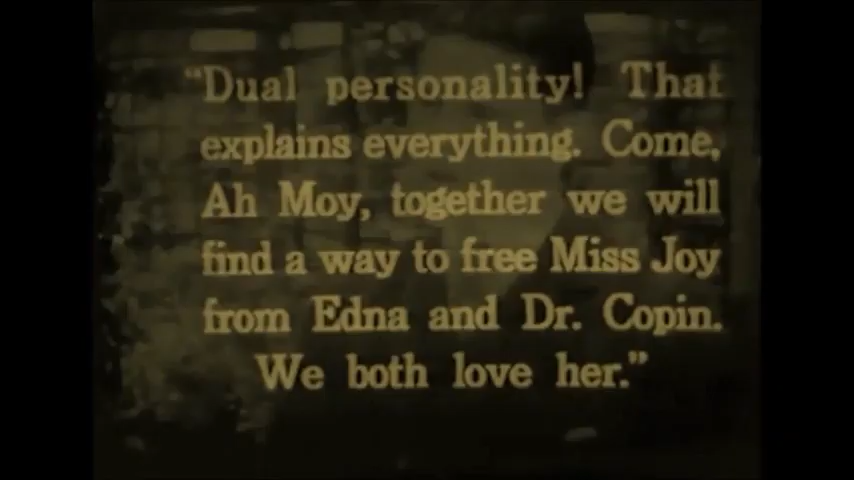 "Dual personality! That
explains everything. Come,
Ah Moy, together we will
find a way to free Miss Joy
from Edna and Dr. Copin.
We both love her."